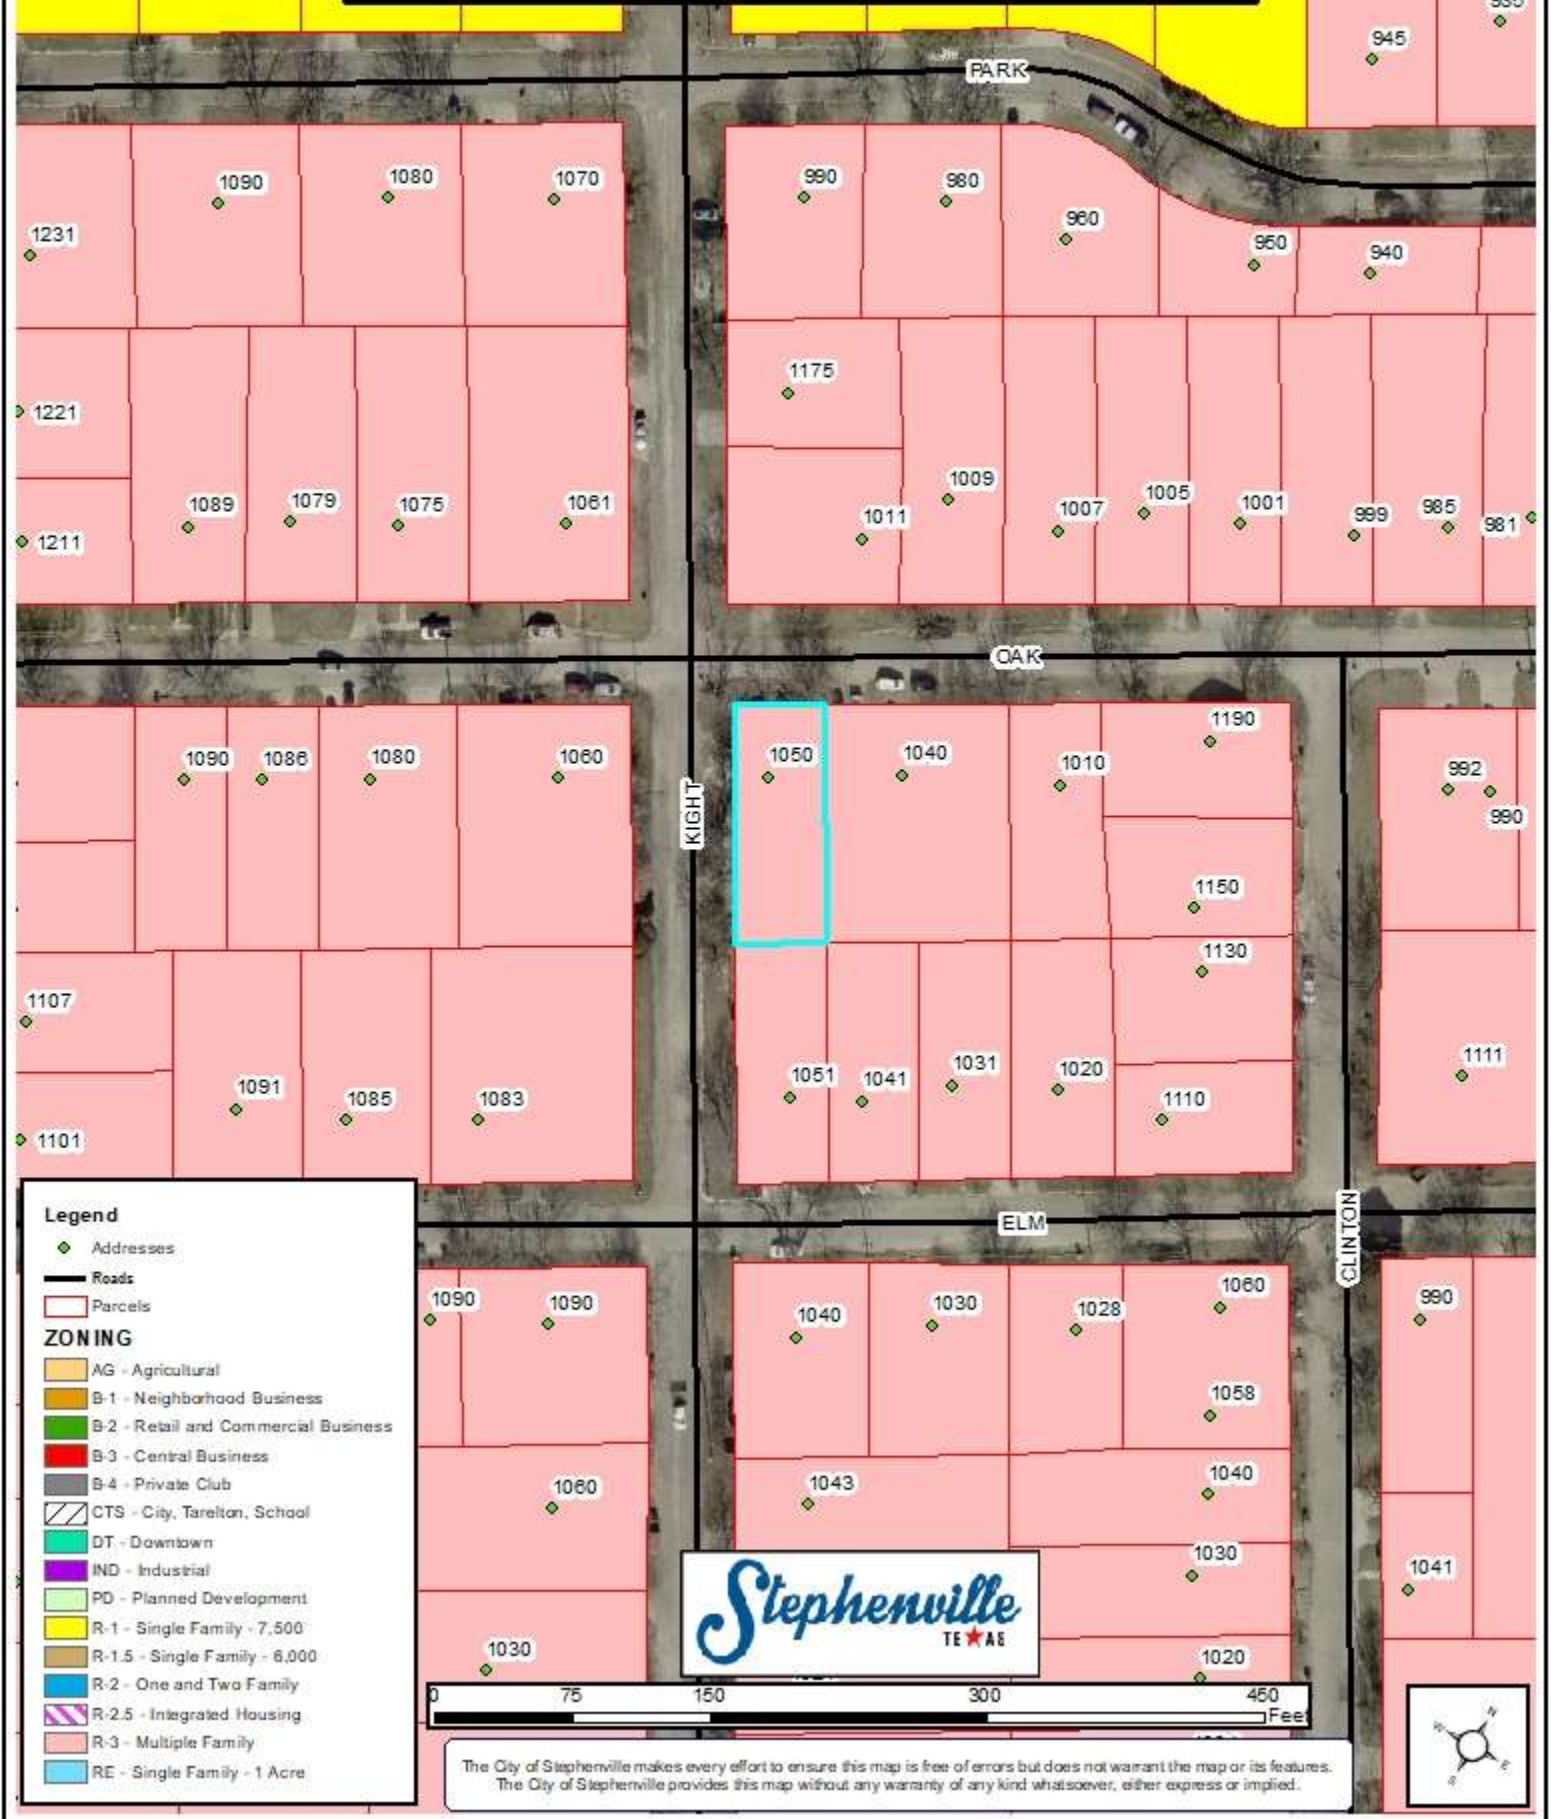 935
945
PARK
1090
1080
1070
990
980
960
950
940
1231
1175
1221
1089
1079
1075
1061
1011
1009
1007
1005
1001
999
985
981
1211
OAK
1090
1086
1080
1060
KIGHT
1050
1040
1010
1190
992
990
1150
1130
1107
1091
1085
1083
1051
1041
1031
1020
1110
1111
1101
ELM
CLINTON
1090
1090
1040
1030
1028
1060
990
1058
1060
1043
1040
1030
1041
1030
1020
Legend
Addresses
Roads
Parcels
ZONING
AG - Agricultural
B-1 - Neighborhood Business
B-2 - Retail and Commercial Business
B-3 - Central Business
B-4 - Private Club
CTS - City, Tarelton, School
DT - Downtown
IND - Industrial
PD - Planned Development
R-1 - Single Family - 7,500
R-1.5 - Single Family - 6,000
R-2 - One and Two Family
R-2.5 - Integrated Housing
R-3 - Multiple Family
RE - Single Family - 1 Acre
Stephenville
TEXAS
0 75 150 300 450
Feet
N
W
E
S
The City of Stephenville makes every effort to ensure this map is free of errors but does not warrant the map or its features.
The City of Stephenville provides this map without any warranty of any kind whatsoever, either express or implied.